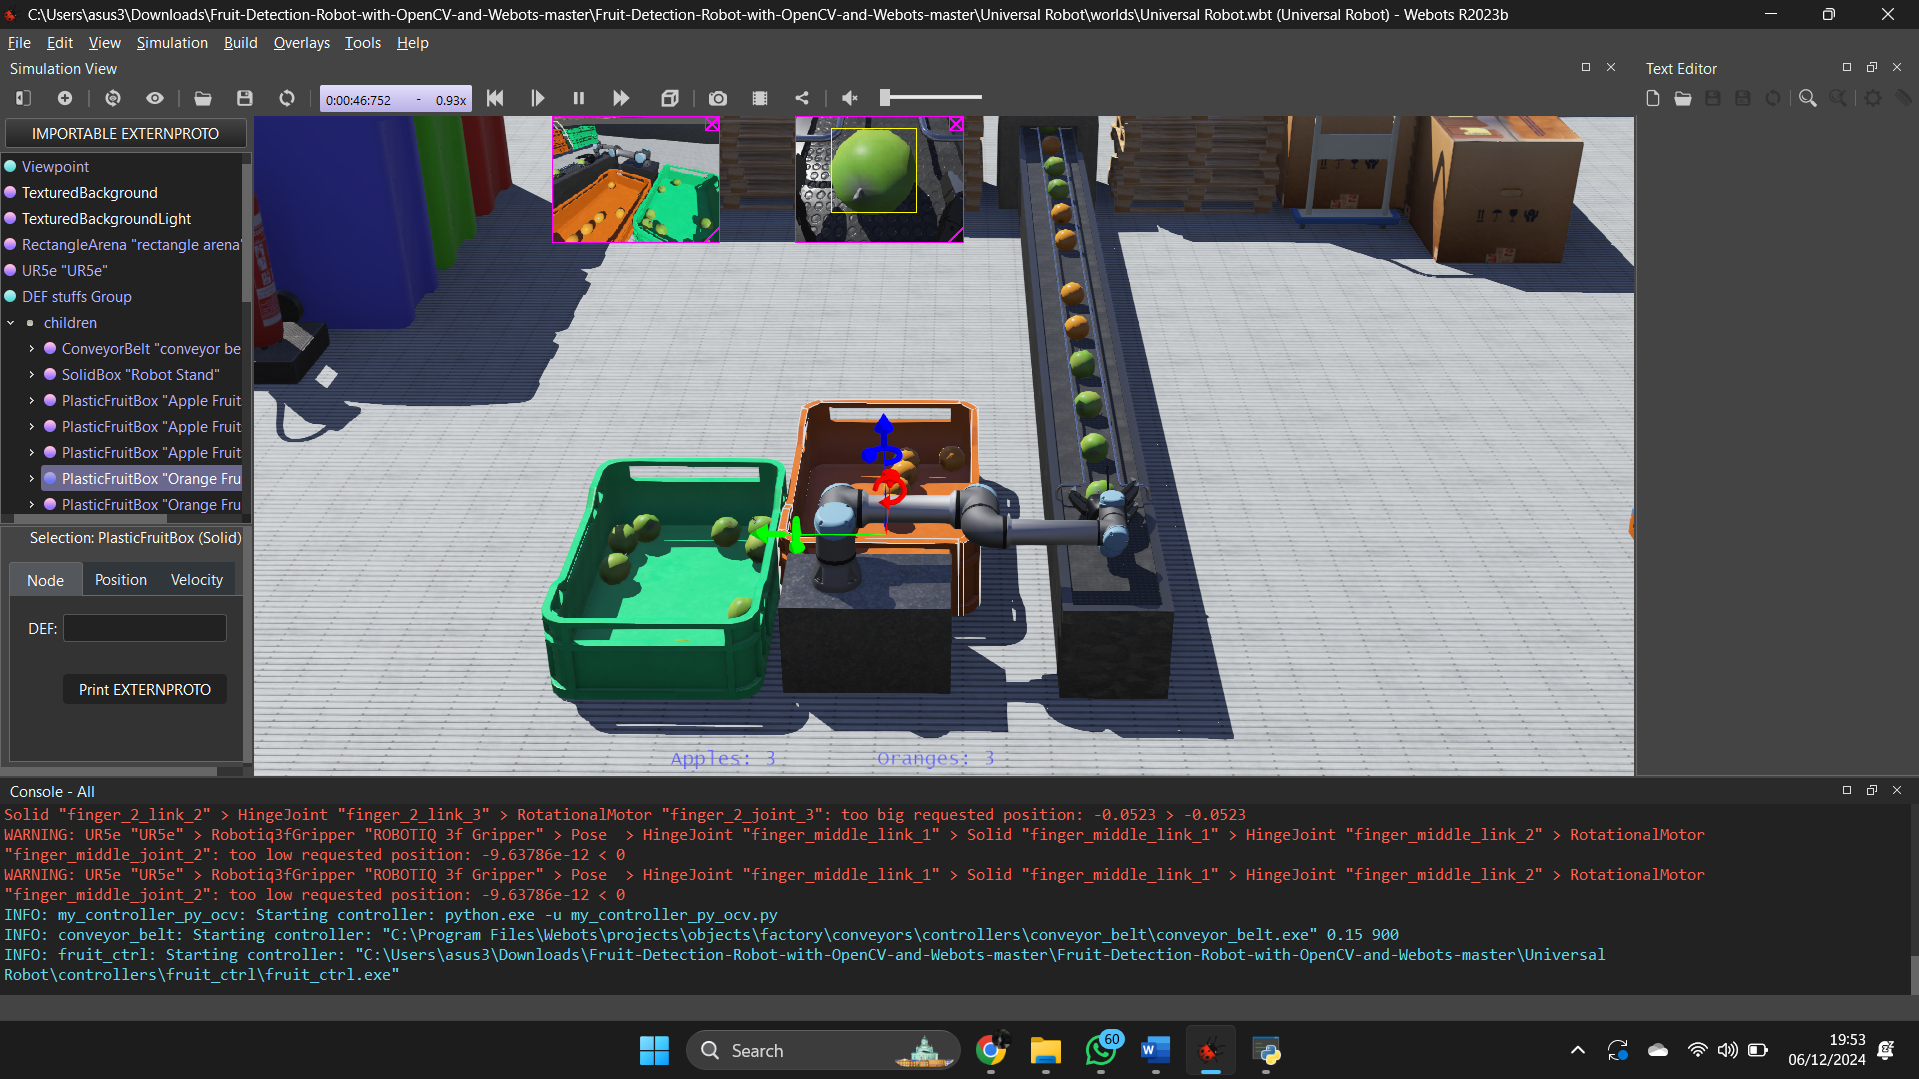 C:\Users\asus3\Downloads\Fruit-Detection-Robot-with-OpenCV-and-Webots-master\Fruit-Detection-Robot-with-OpenCV-and-Webots-master\Universal Robot\worlds\Universal Robot.wbt (Universal Robot) - Webots R2023b
File Edit View Simulation Build Overlays Tools Help
Simulation View
Text Editor
0:00:46:752 - 0.93x
IMPORTABLE EXTERNPROTO
Viewpoint
TexturedBackground
TexturedBackgroundLight
RectangleArena "rectangle arena"
UR5e "UR5e"
DEF stuffs Group
children
ConveyorBelt "conveyor be
SolidBox "Robot Stand"
PlasticFruitBox "Apple Fruit
PlasticFruitBox "Apple Fruit
PlasticFruitBox "Apple Fruit
PlasticFruitBox "Orange Fru
PlasticFruitBox "Orange Fru
Selection: PlasticFruitBox (Solid)
Node Position Velocity
DEF:
Print EXTERNPROTO
Apples: 3 Oranges: 3
Console - All
Solid "finger_2_link_2" > HingeJoint "finger_2_link_3" > RotationalMotor "finger_2_joint_3": too big requested position: -0.0523 > -0.0523
WARNING: UR5e "UR5e" > Robotiq3fGripper "ROBOTIQ 3f Gripper" > Pose > HingeJoint "finger_middle_link_1" > Solid "finger_middle_link_1" > HingeJoint "finger_middle_link_2" > RotationalMotor
"finger_middle_joint_2": too low requested position: -9.63786e-12 < 0
WARNING: UR5e "UR5e" > Robotiq3fGripper "ROBOTIQ 3f Gripper" > Pose > HingeJoint "finger_middle_link_1" > Solid "finger_middle_link_1" > HingeJoint "finger_middle_link_2" > RotationalMotor
"finger_middle_joint_2": too low requested position: -9.63786e-12 < 0
INFO: my_controller_py_ocv: Starting controller: python.exe -u my_controller_py_ocv.py
INFO: conveyor_belt: Starting controller: "C:\Program Files\Webots\projects\objects\factory\conveyors\controllers\conveyor_belt\conveyor_belt.exe" 0.15 900
INFO: fruit_ctrl: Starting controller: "C:\Users\asus3\Downloads\Fruit-Detection-Robot-with-OpenCV-and-Webots-master\Fruit-Detection-Robot-with-OpenCV-and-Webots-master\Universal
Robot\controllers\fruit_ctrl\fruit_ctrl.exe"
Search
60
19:53
06/12/2024